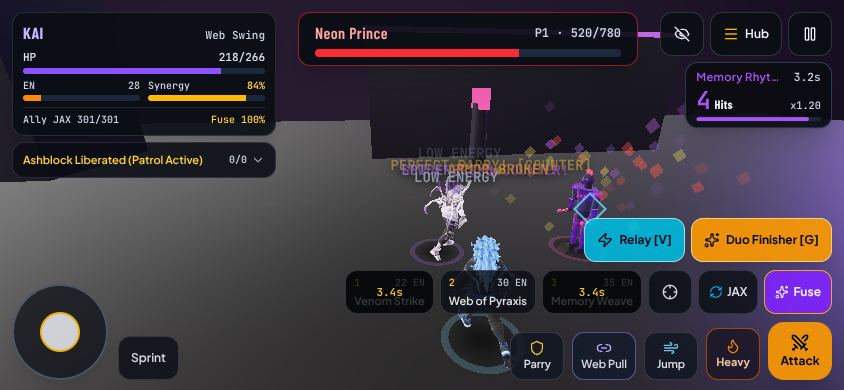 KAI Web Swing
HP 218/266
EN 28 Synergy 84%
Ally JAX 301/301 Fuse 100%
Ashblock Liberated (Patrol Active) 0/0
Neon Prince P1 · 520/780
Hub
Memory Rhyt... 3.2s
4 Hits x1.20
LOW ENERGY
PERFECT PARRY! [COUNTER]
BROKEN!
LOW ENERGY
Relay [V]
Duo Finisher [G]
1 22 EN
3.4s
Venom Strike
2 30 EN
Web of Pyraxis
3 35 EN
3.4s
Memory Weave
JAX
Fuse
Sprint
Parry
Web Pull
Jump
Heavy
Attack